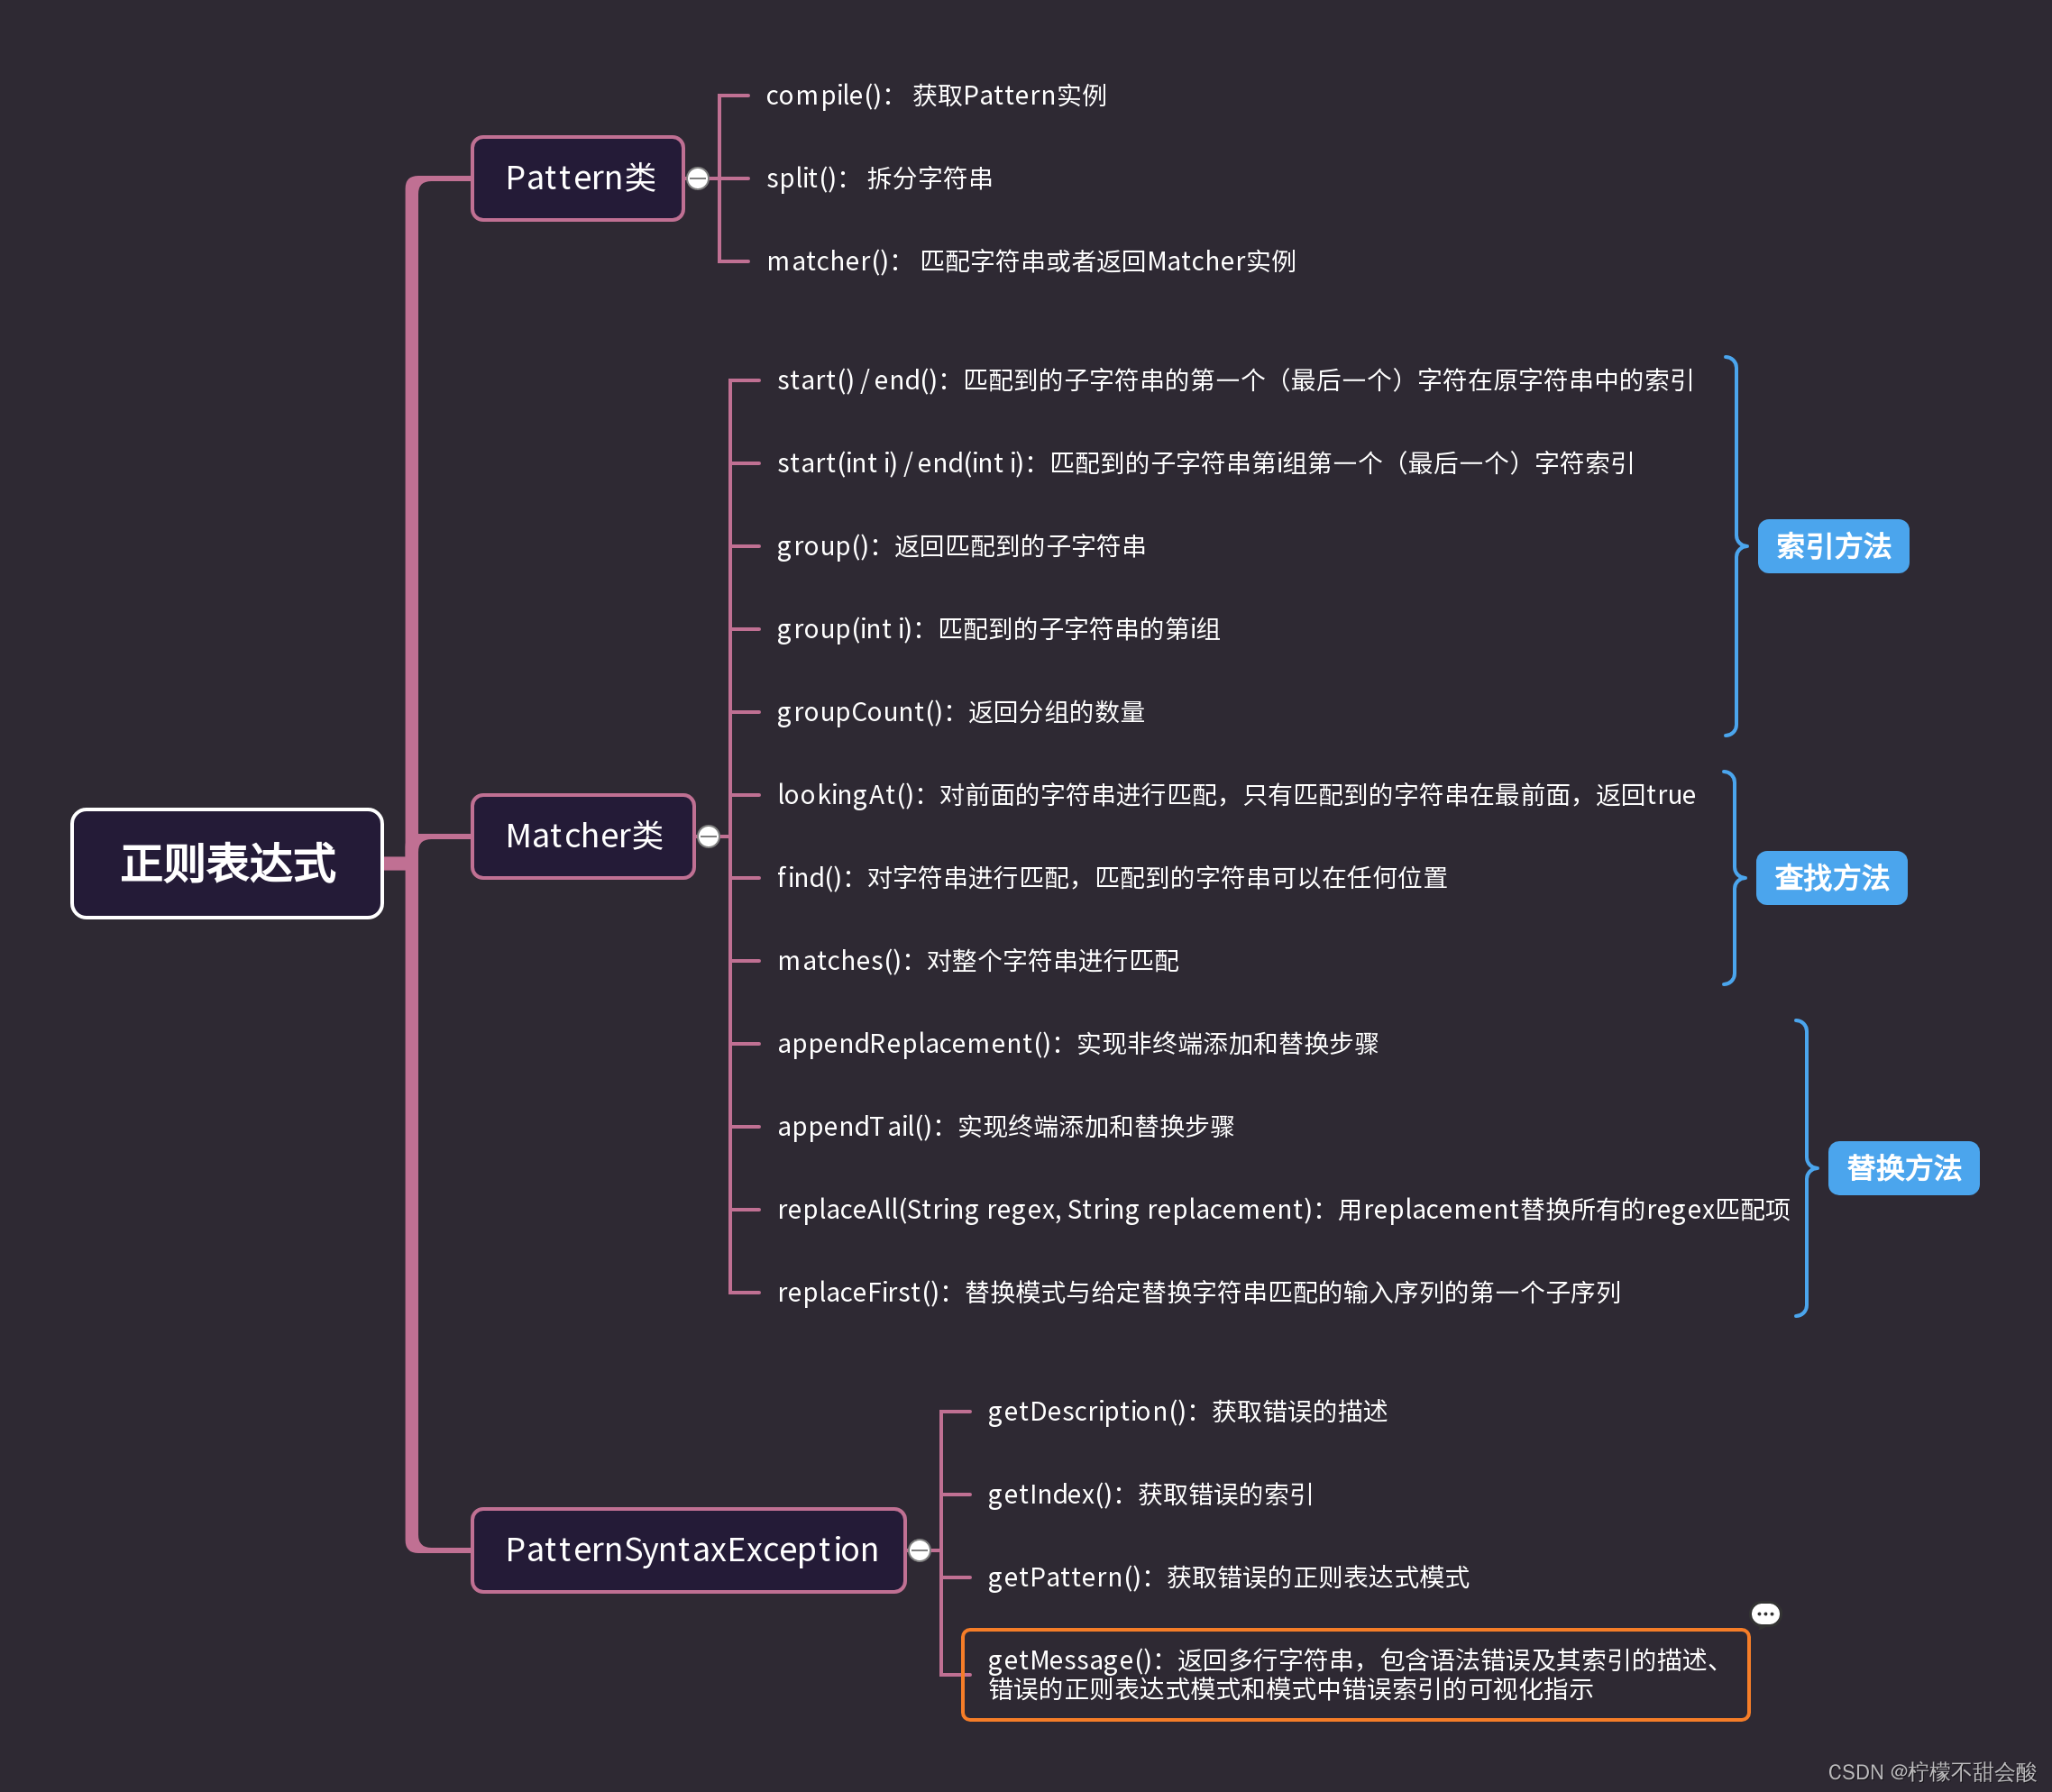 正则表达式
Pattern类
compile()： 获取Pattern实例
split()： 拆分字符串
matcher()： 匹配字符串或者返回Matcher实例
Matcher类
start() / end()：匹配到的子字符串的第一个（最后一个）字符在原字符串中的索引
start(int i) / end(int i)：匹配到的子字符串第i组第一个（最后一个）字符索引
group()：返回匹配到的子字符串
group(int i)：匹配到的子字符串的第i组
groupCount()：返回分组的数量
索引方法
lookingAt()：对前面的字符串进行匹配，只有匹配到的字符串在最前面，返回true
find()：对字符串进行匹配，匹配到的字符串可以在任何位置
matches()：对整个字符串进行匹配
查找方法
appendReplacement()：实现非终端添加和替换步骤
appendTail()：实现终端添加和替换步骤
replaceAll(String regex, String replacement)：用replacement替换所有的regex匹配项
replaceFirst()：替换模式与给定替换字符串匹配的输入序列的第一个子序列
替换方法
PatternSyntaxException
getDescription()：获取错误的描述
getIndex()：获取错误的索引
getPattern()：获取错误的正则表达式模式
getMessage()：返回多行字符串，包含语法错误及其索引的描述、
错误的正则表达式模式和模式中错误索引的可视化指示
CSDN @柠檬不甜会酸